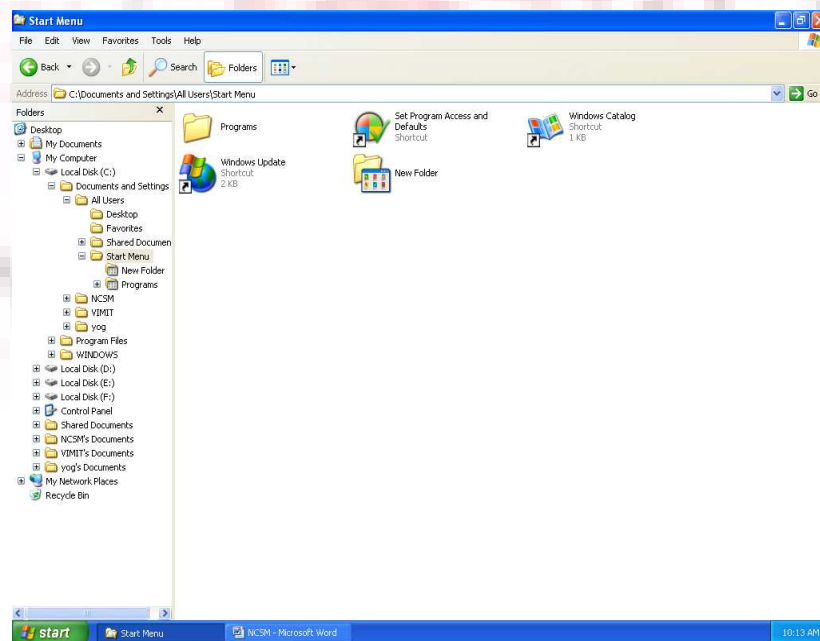 Start Menu
File Edit View Favorites Tools Help
Back Search Folders
Address C:\Documents and Settings\All Users\Start Menu Go
Folders ×
Desktop
My Documents
My Computer
Local Disk (C:)
Documents and Settings
All Users
Desktop
Favorites
Shared Documen
Start Menu
New Folder
Programs
NCSM
VIMIT
yog
Program Files
WINDOWS
Local Disk (D:)
Local Disk (E:)
Local Disk (F:)
Control Panel
Shared Documents
NCSM's Documents
VIMIT's Documents
yog's Documents
My Network Places
Recycle Bin
Programs
Set Program Access and
Defaults
Shortcut
Windows Catalog
Shortcut
1 KB
Windows Update
Shortcut
2 KB
New Folder
start Start Menu NCSM - Microsoft Word 10:13 AM